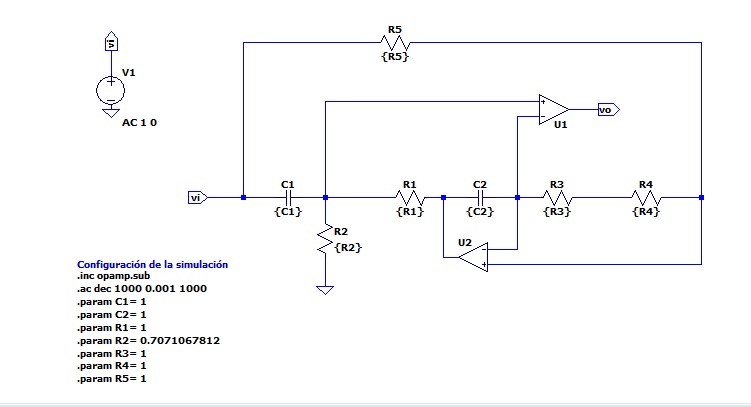 R5
{R5}
vi
V1
AC 1 0
+
-
U1
vo
vi
C1
{C1}
R1
{R1}
C2
{C2}
R3
{R3}
R4
{R4}
R2
{R2}
U2
-
+
Configuración de la simulación
.inc opamp.sub
.ac dec 1000 0.001 1000
.param C1= 1
.param C2= 1
.param R1= 1
.param R2= 0.7071067812
.param R3= 1
.param R4= 1
.param R5= 1